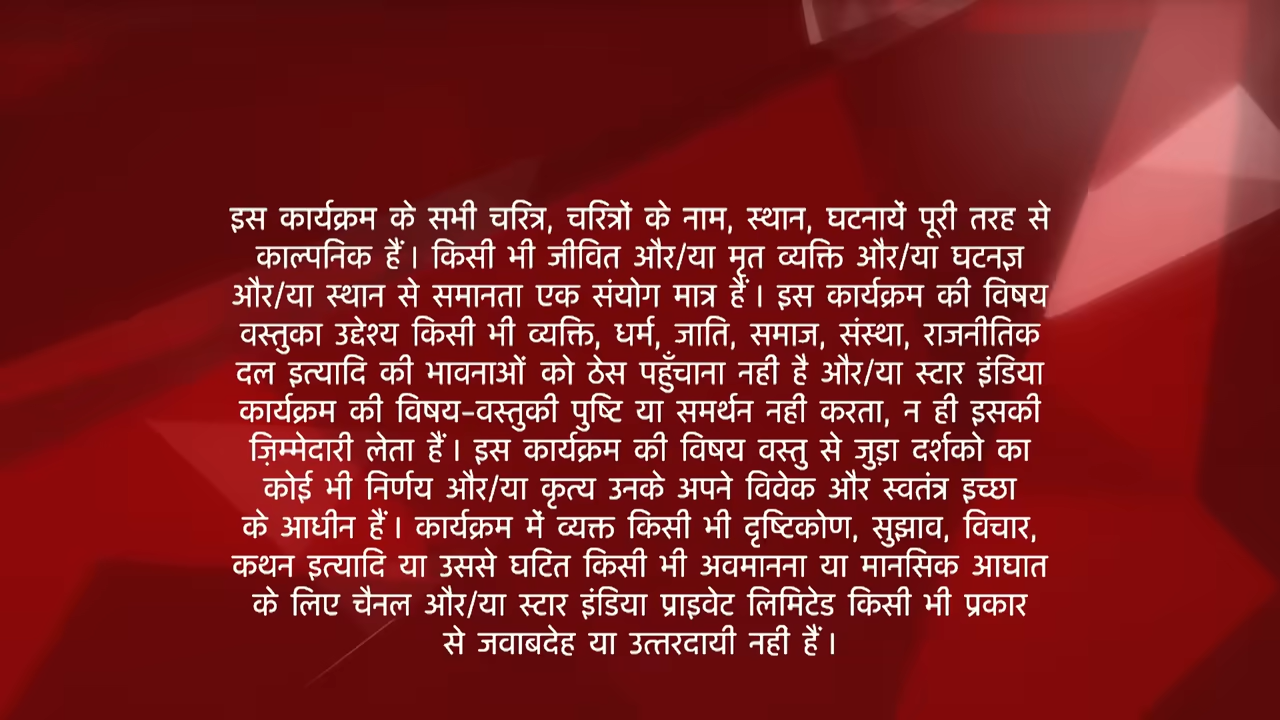 इस कार्यक्रम के सभी चरित्र, चरित्रों के नाम, स्थान, घटनायें पूरी तरह से
काल्पनिक हैं। किसी भी जीवित और/या मृत व्यक्ति और/या घटनज्ञ
और/या स्थान से समानता एक संयोग मात्र हैं। इस कार्यक्रम की विषय
वस्तुका उद्देश्य किसी भी व्यक्ति, धर्म, जाति, समाज, संस्था, राजनीतिक
दल इत्यादि की भावनाओं को ठेस पहुँचाना नही है और/या स्टार इंडिया
कार्यक्रम की विषय-वस्तुकी पुष्टि या समर्थन नही करता, न ही इसकी
ज़िम्मेदारी लेता हैं। इस कार्यक्रम की विषय वस्तु से जुड़ा दर्शको का
कोई भी निर्णय और/या कृत्य उनके अपने विवेक और स्वतंत्र इच्छा
के आधीन हैं। कार्यक्रम में व्यक्त किसी भी दृष्टिकोण, सुझाव, विचार,
कथन इत्यादि या उससे घटित किसी भी अवमानना या मानसिक आघात
के लिए चैनल और/या स्टार इंडिया प्राइवेट लिमिटेड किसी भी प्रकार
से जवाबदेह या उत्तरदायी नही हैं।